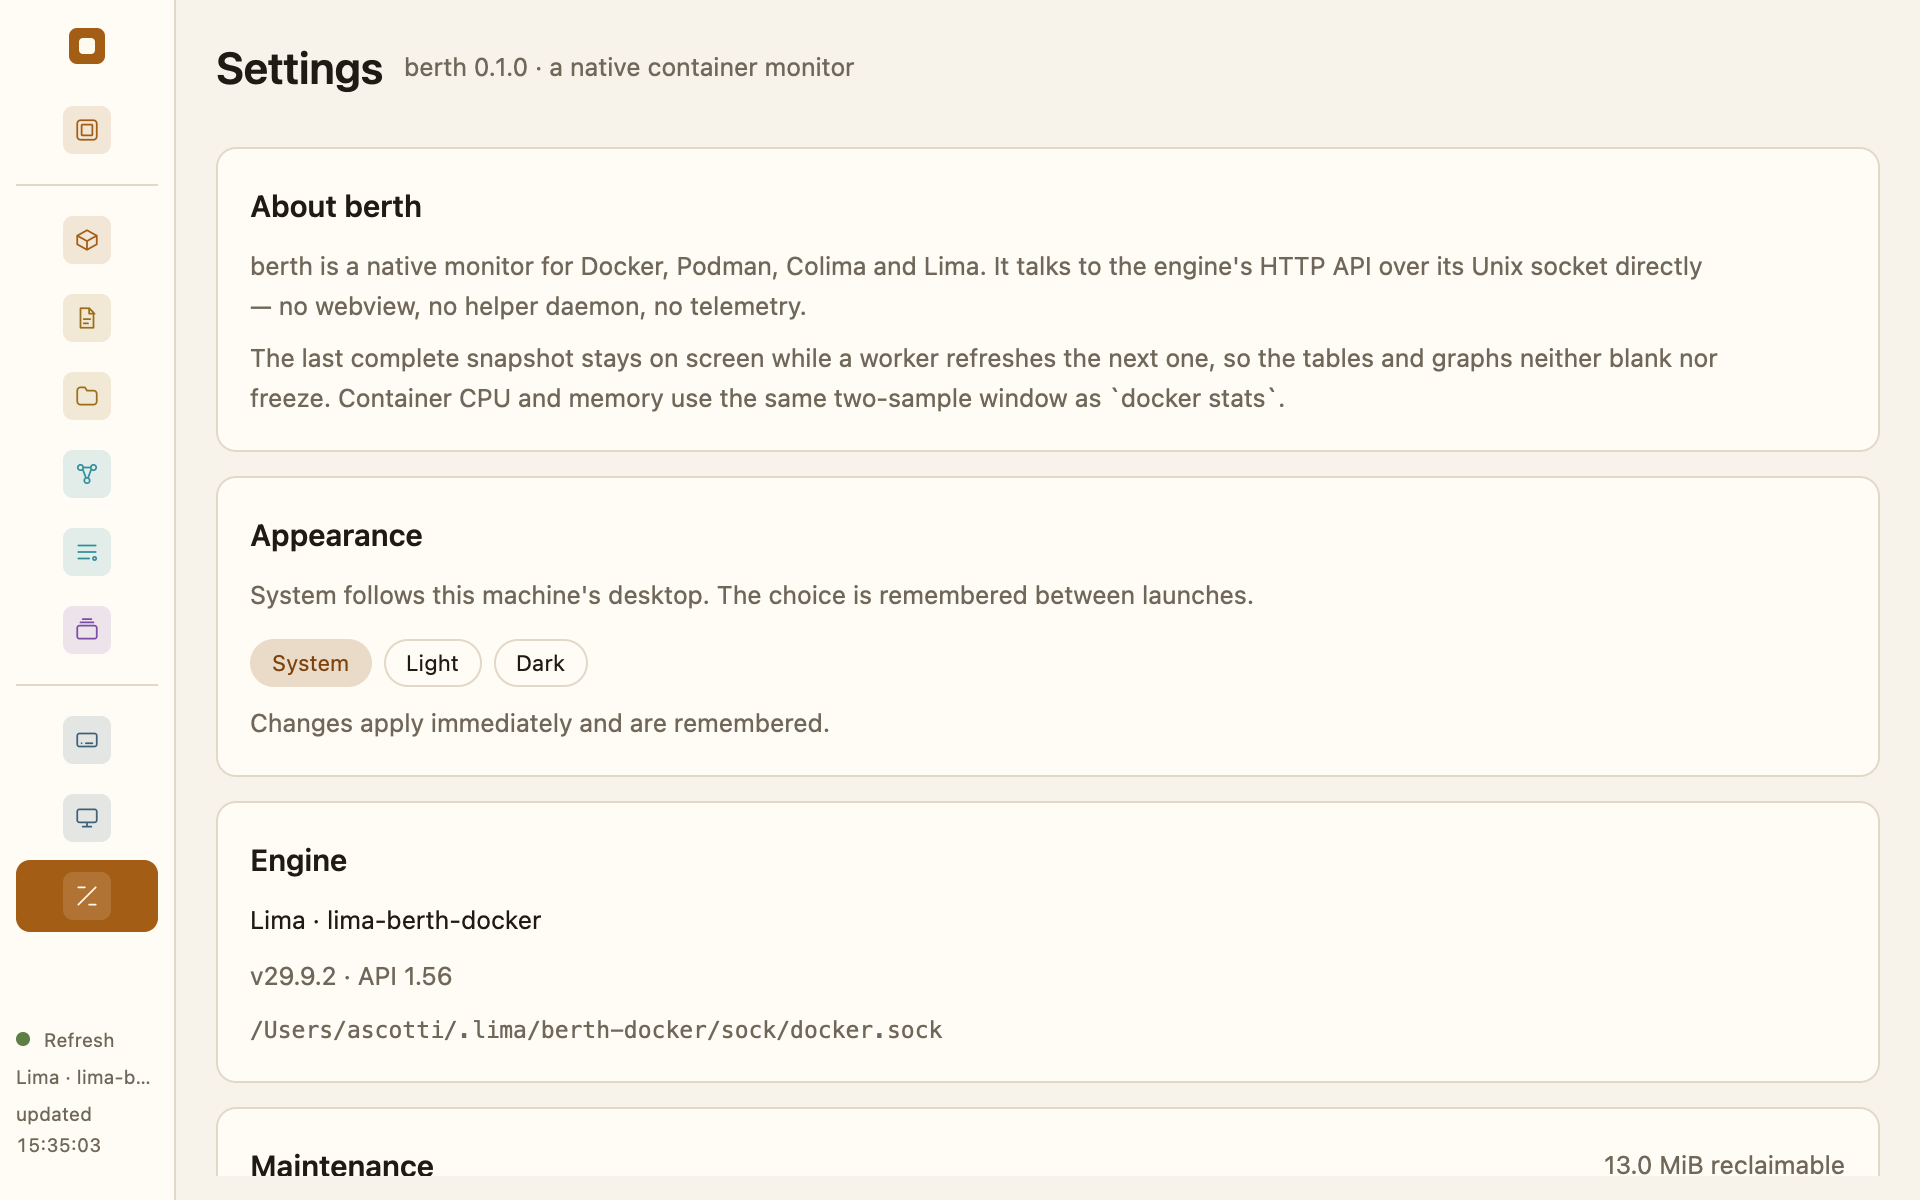 Settings berth 0.1.0 · a native container monitor
About berth
berth is a native monitor for Docker, Podman, Colima and Lima. It talks to the engine's HTTP API over its Unix socket directly
— no webview, no helper daemon, no telemetry.
The last complete snapshot stays on screen while a worker refreshes the next one, so the tables and graphs neither blank nor
freeze. Container CPU and memory use the same two-sample window as `docker stats`.
Appearance
System follows this machine's desktop. The choice is remembered between launches.
System Light Dark
Changes apply immediately and are remembered.
Engine
Lima · lima-berth-docker
v29.9.2 · API 1.56
/Users/ascotti/.lima/berth-docker/sock/docker.sock
Maintenance 13.0 MiB reclaimable
Refresh
Lima · lima-b...
updated
15:35:03